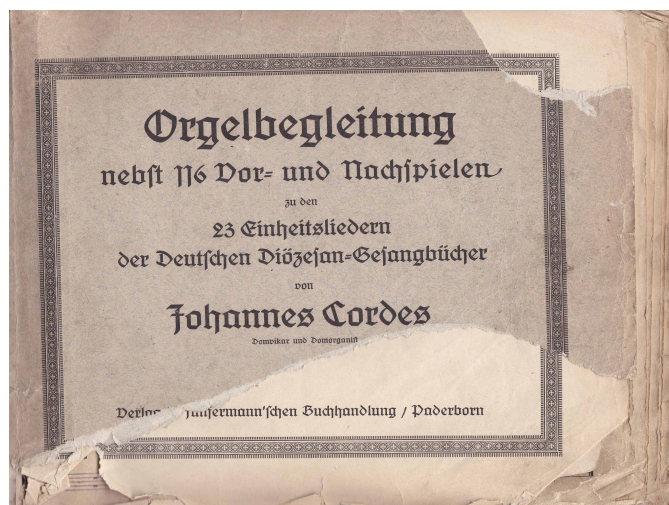 Orgelbegleitung
nebſt 116 Vor- und Nachſpielen
zu den
23 Einheitsliedern
der Deutſchen Diözeſan-Geſangbücher
von
Johannes Cordes
Domvikar und Domorganiſt
Buchhandlung / Paderborn